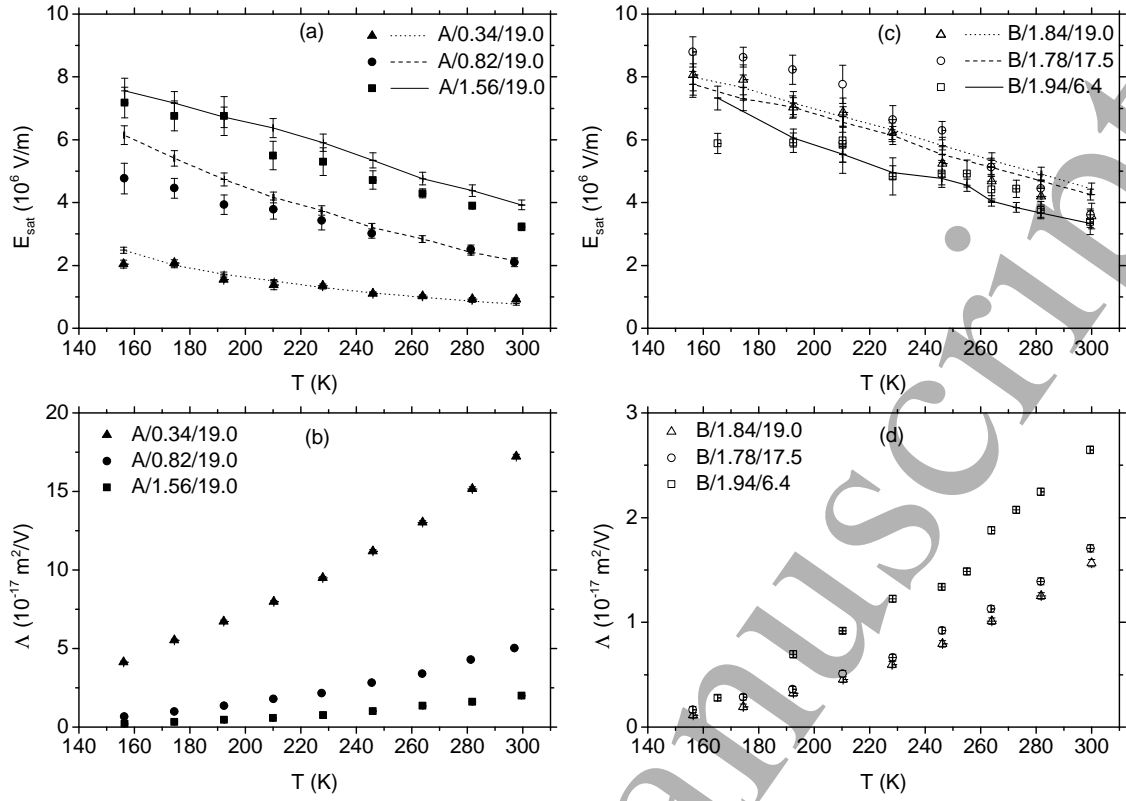 10
8
6
4
2
0
E_sat (10^6 V/m)
(a)
A/0.34/19.0
A/0.82/19.0
A/1.56/19.0
140 160 180 200 220 240 260 280 300
T (K)
10
8
6
4
2
0
E_sat (10^6 V/m)
(c)
B/1.84/19.0
B/1.78/17.5
B/1.94/6.4
140 160 180 200 220 240 260 280 300
T (K)
20
15
10
5
0
Λ (10^-17 m^2/V)
(b)
A/0.34/19.0
A/0.82/19.0
A/1.56/19.0
140 160 180 200 220 240 260 280 300
T (K)
3
2
1
0
Λ (10^-17 m^2/V)
(d)
B/1.84/19.0
B/1.78/17.5
B/1.94/6.4
140 160 180 200 220 240 260 280 300
T (K)
anuscript